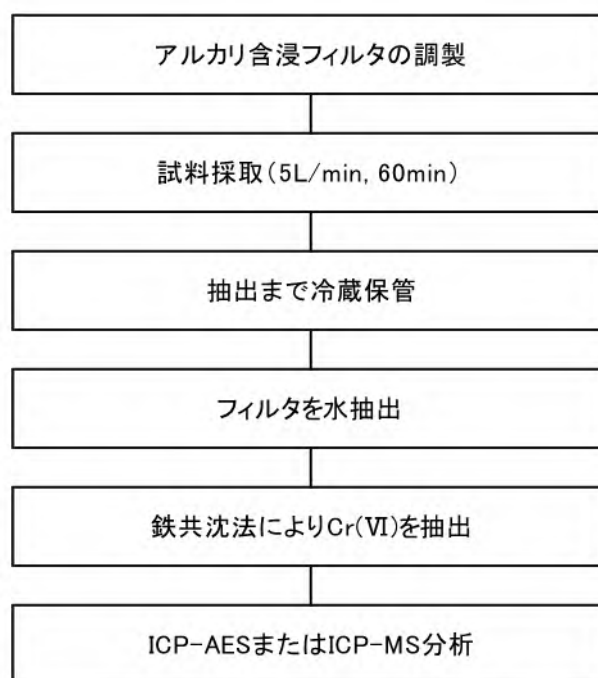 アルカリ含浸フィルタの調製
試料採取(5L/min, 60min)
抽出まで冷蔵保管
フィルタを水抽出
鉄共沈法によりCr(Ⅵ)を抽出
ICP-AESまたはICP-MS分析